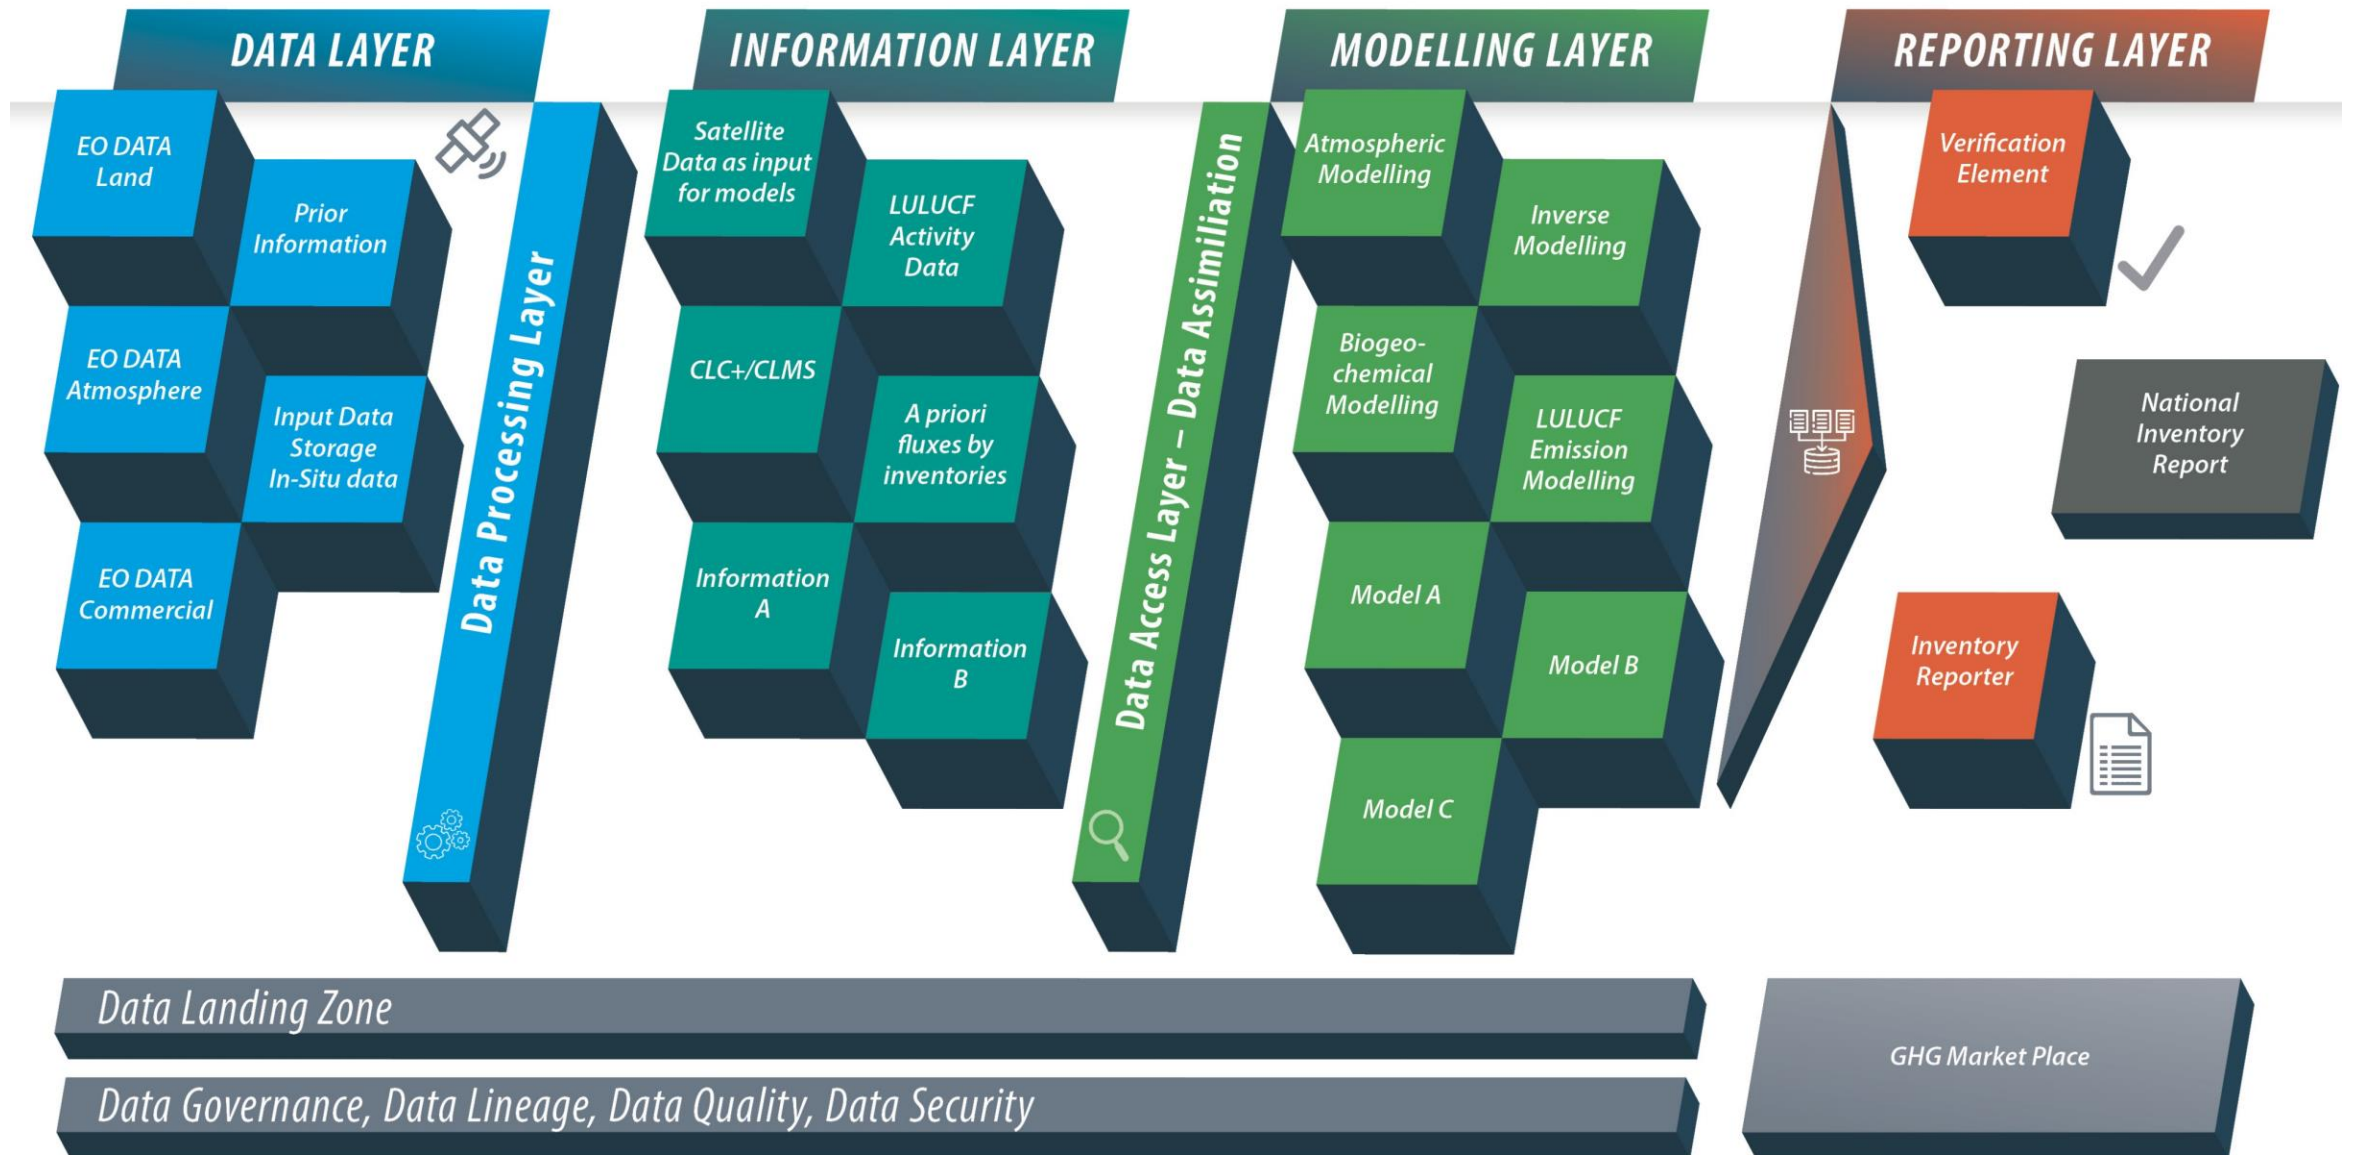 DATA LAYER
INFORMATION LAYER
MODELLING LAYER
REPORTING LAYER
EO DATA
Land
Prior
Information
EO DATA
Atmosphere
Input Data
Storage
In-Situ data
EO DATA
Commercial
Data Processing Layer
Satellite
Data as input
for models
LULUCF
Activity
Data
CLC+/CLMS
A priori
fluxes by
inventories
Information
A
Information
B
Data Access Layer – Data Assimiliation
Atmospheric
Modelling
Inverse
Modelling
Biogeo-
chemical
Modelling
LULUCF
Emission
Modelling
Model A
Model B
Model C
Verification
Element
National
Inventory
Report
Inventory
Reporter
Data Landing Zone
Data Governance, Data Lineage, Data Quality, Data Security
GHG Market Place